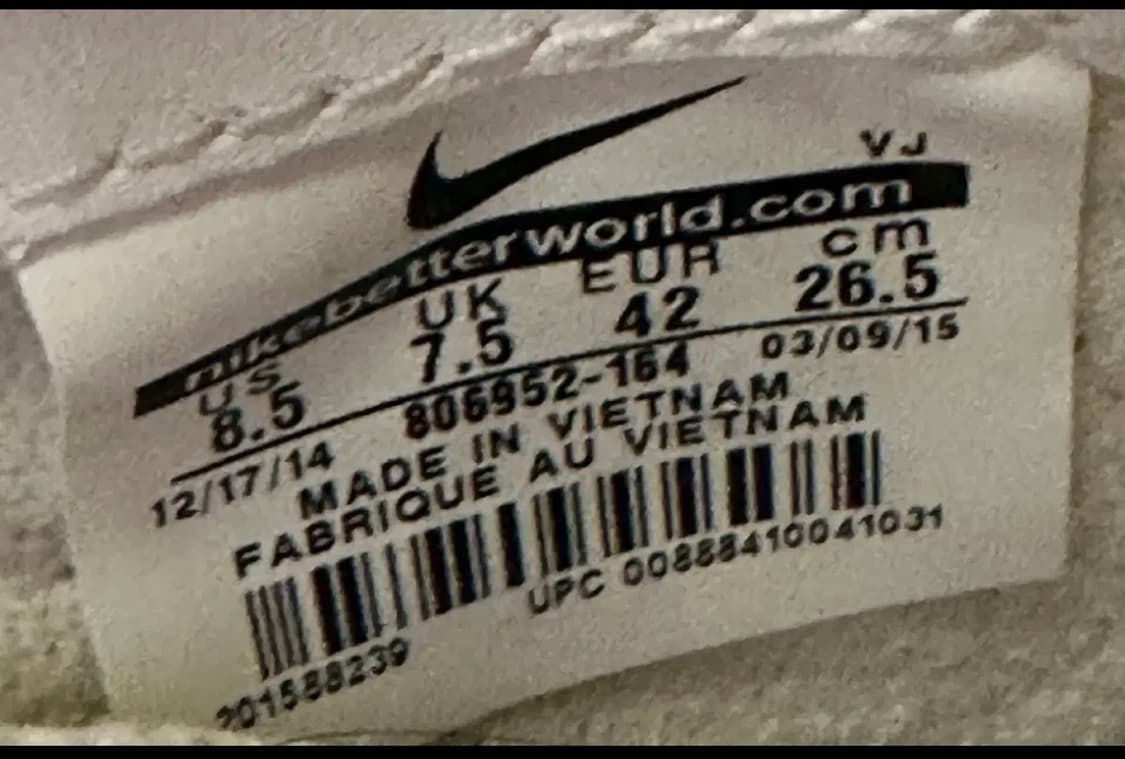 VJ
nikebetterworld.com
US UK EUR cm
8.5 7.5 42 26.5
12/17/14 806952-164 03/09/15
MADE IN VIETNAM
FABRIQUE AU VIETNAM
UPC 00888410041031